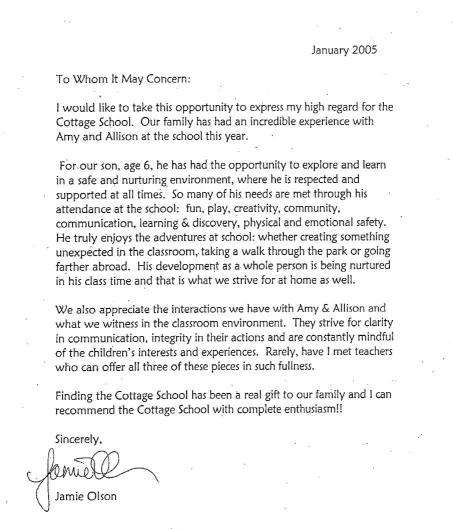 January 2005
To Whom It May Concern:
I would like to take this opportunity to express my high regard for the
Cottage School. Our family has had an incredible experience with
Amy and Allison at the school this year.
For our son, age 6, he has had the opportunity to explore and learn
in a safe and nurturing environment, where he is respected and
supported at all times. So many of his needs are met through his
attendance at the school: fun, play, creativity, community,
communication, learning & discovery, physical and emotional safety.
He truly enjoys the adventures at school: whether creating something
unexpected in the classroom, taking a walk through the park or going
farther abroad. His development as a whole person is being nurtured
in his class time and that is what we strive for at home as well.
We also appreciate the interactions we have with Amy & Allison and
what we witness in the classroom environment. They strive for clarity
in communication, integrity in their actions and are constantly mindful
of the children's interests and experiences. Rarely, have I met teachers
who can offer all three of these pieces in such fullness.
Finding the Cottage School has been a real gift to our family and I can
recommend the Cottage School with complete enthusiasm!!
Sincerely,
Jamie Olson